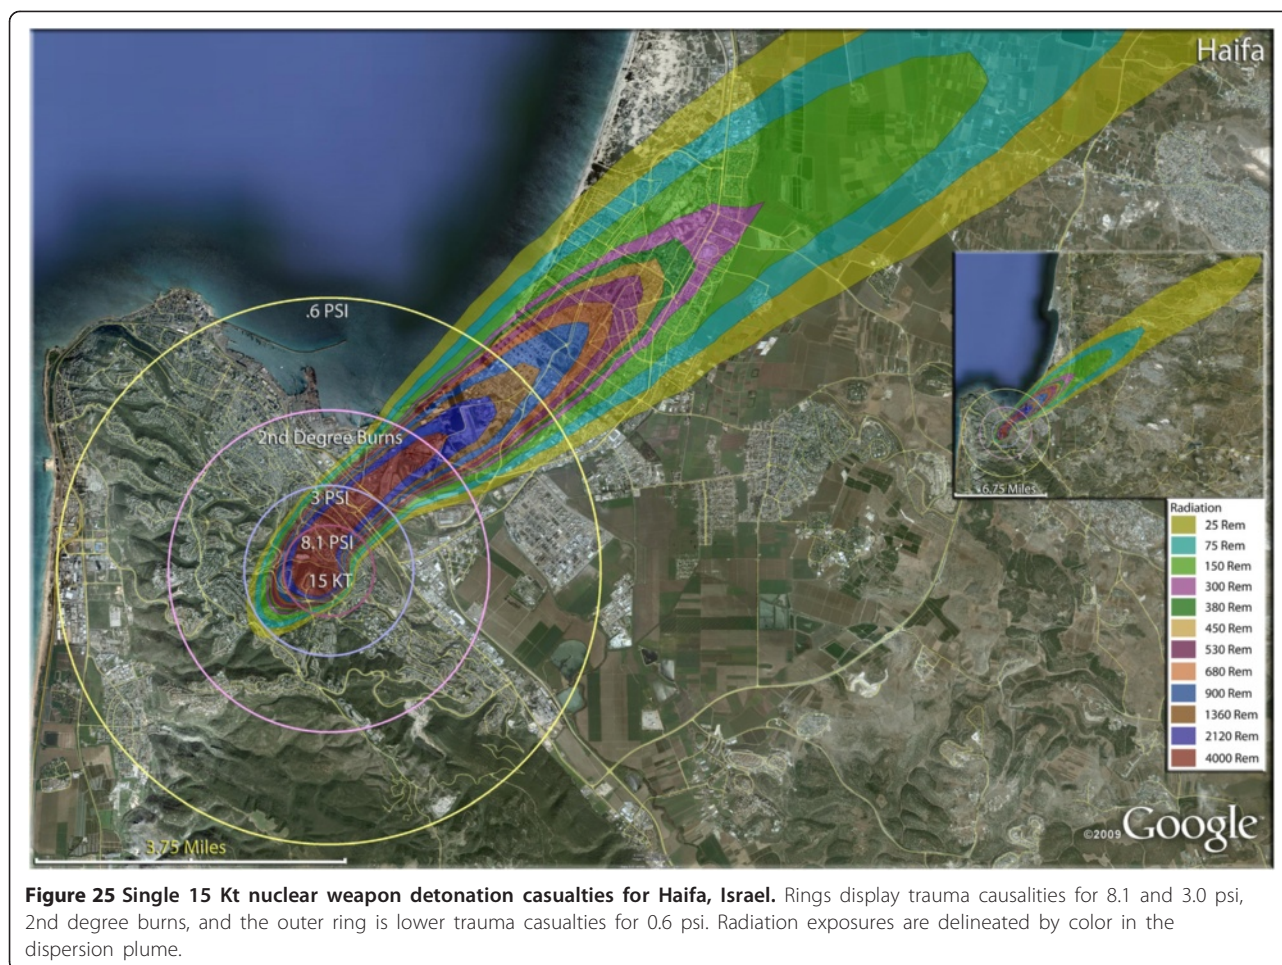 Haifa
.6 PSI
2nd Degree Burns
3 PSI
8.1 PSI
15 KT
6.75 Miles
Radiation
25 Rem
75 Rem
150 Rem
300 Rem
380 Rem
450 Rem
530 Rem
680 Rem
900 Rem
1360 Rem
2120 Rem
4000 Rem
©2009 Google
3.75 Miles
Figure 25 Single 15 Kt nuclear weapon detonation casualties for Haifa, Israel. Rings display trauma causalities for 8.1 and 3.0 psi,
2nd degree burns, and the outer ring is lower trauma casualties for 0.6 psi. Radiation exposures are delineated by color in the
dispersion plume.